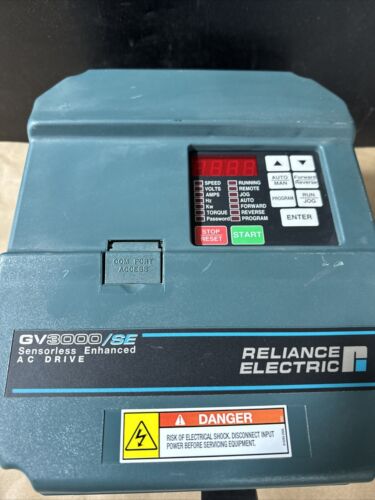 SPEED
VOLTS
AMPS
Hz
Kw
TORQUE
Password
RUNNING
REMOTE
JOG
AUTO
FORWARD
REVERSE
PROGRAM
AUTO
MAN
Forward
Reverse
PROGRAM
RUN
JOG
ENTER
STOP
RESET
START
COM PORT
ACCESS
GV3000/SE
Sensorless Enhanced
AC DRIVE
RELIANCE
ELECTRIC
DANGER
RISK OF ELECTRICAL SHOCK, DISCONNECT INPUT
POWER BEFORE SERVICING EQUIPMENT.